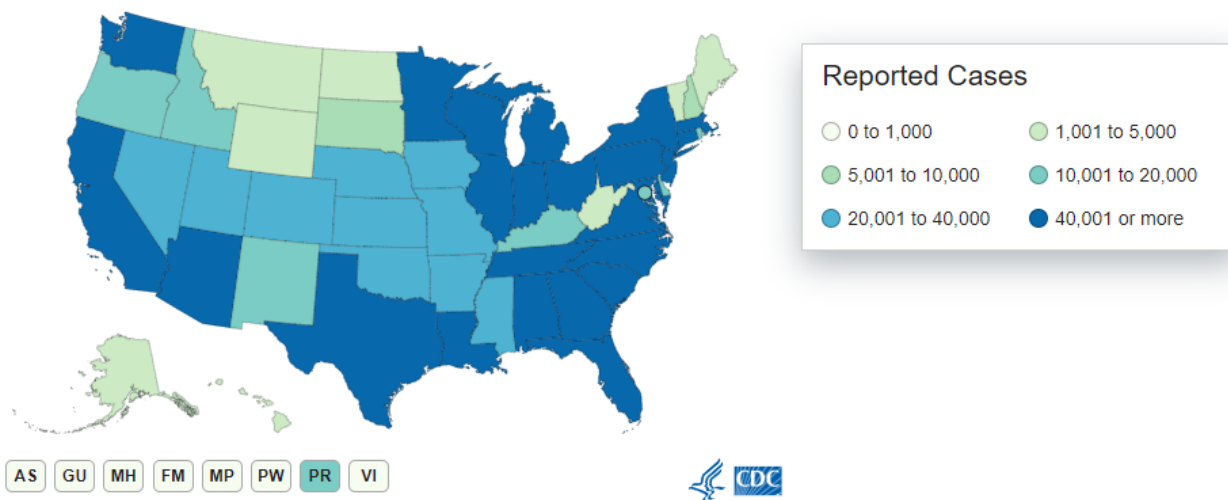 Reported Cases
0 to 1,000
1,001 to 5,000
5,001 to 10,000
10,001 to 20,000
20,001 to 40,000
40,001 or more
AS GU MH FM MP PW PR VI
CDC